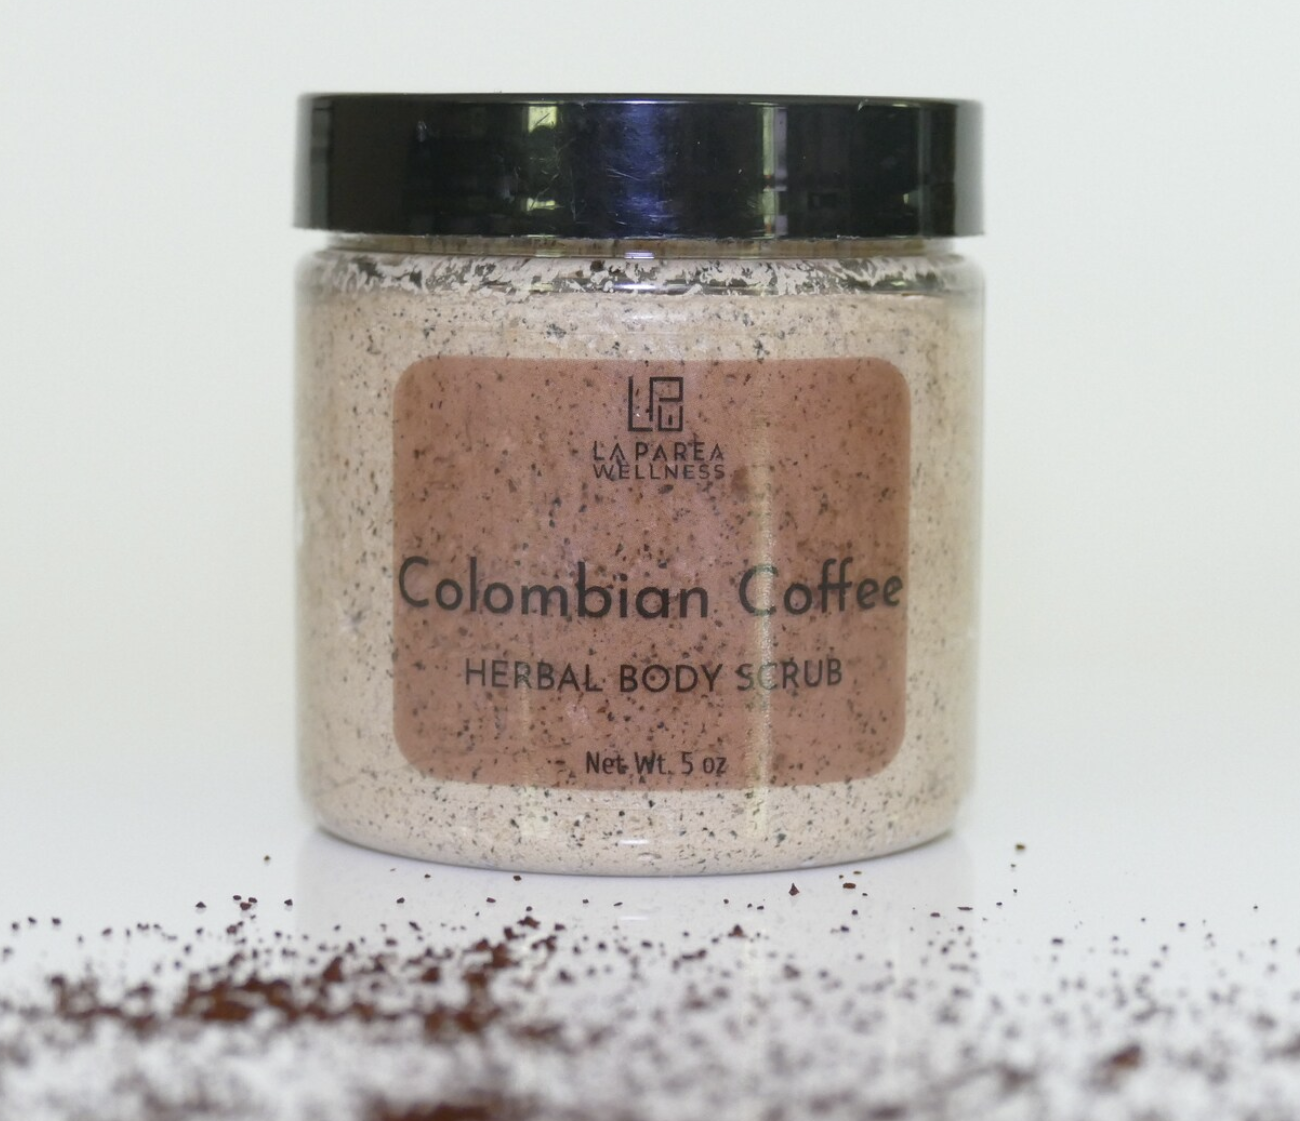 LA PAREA
WELLNESS
Colombian Coffee
HERBAL BODY SCRUB
Net Wt. 5 oz